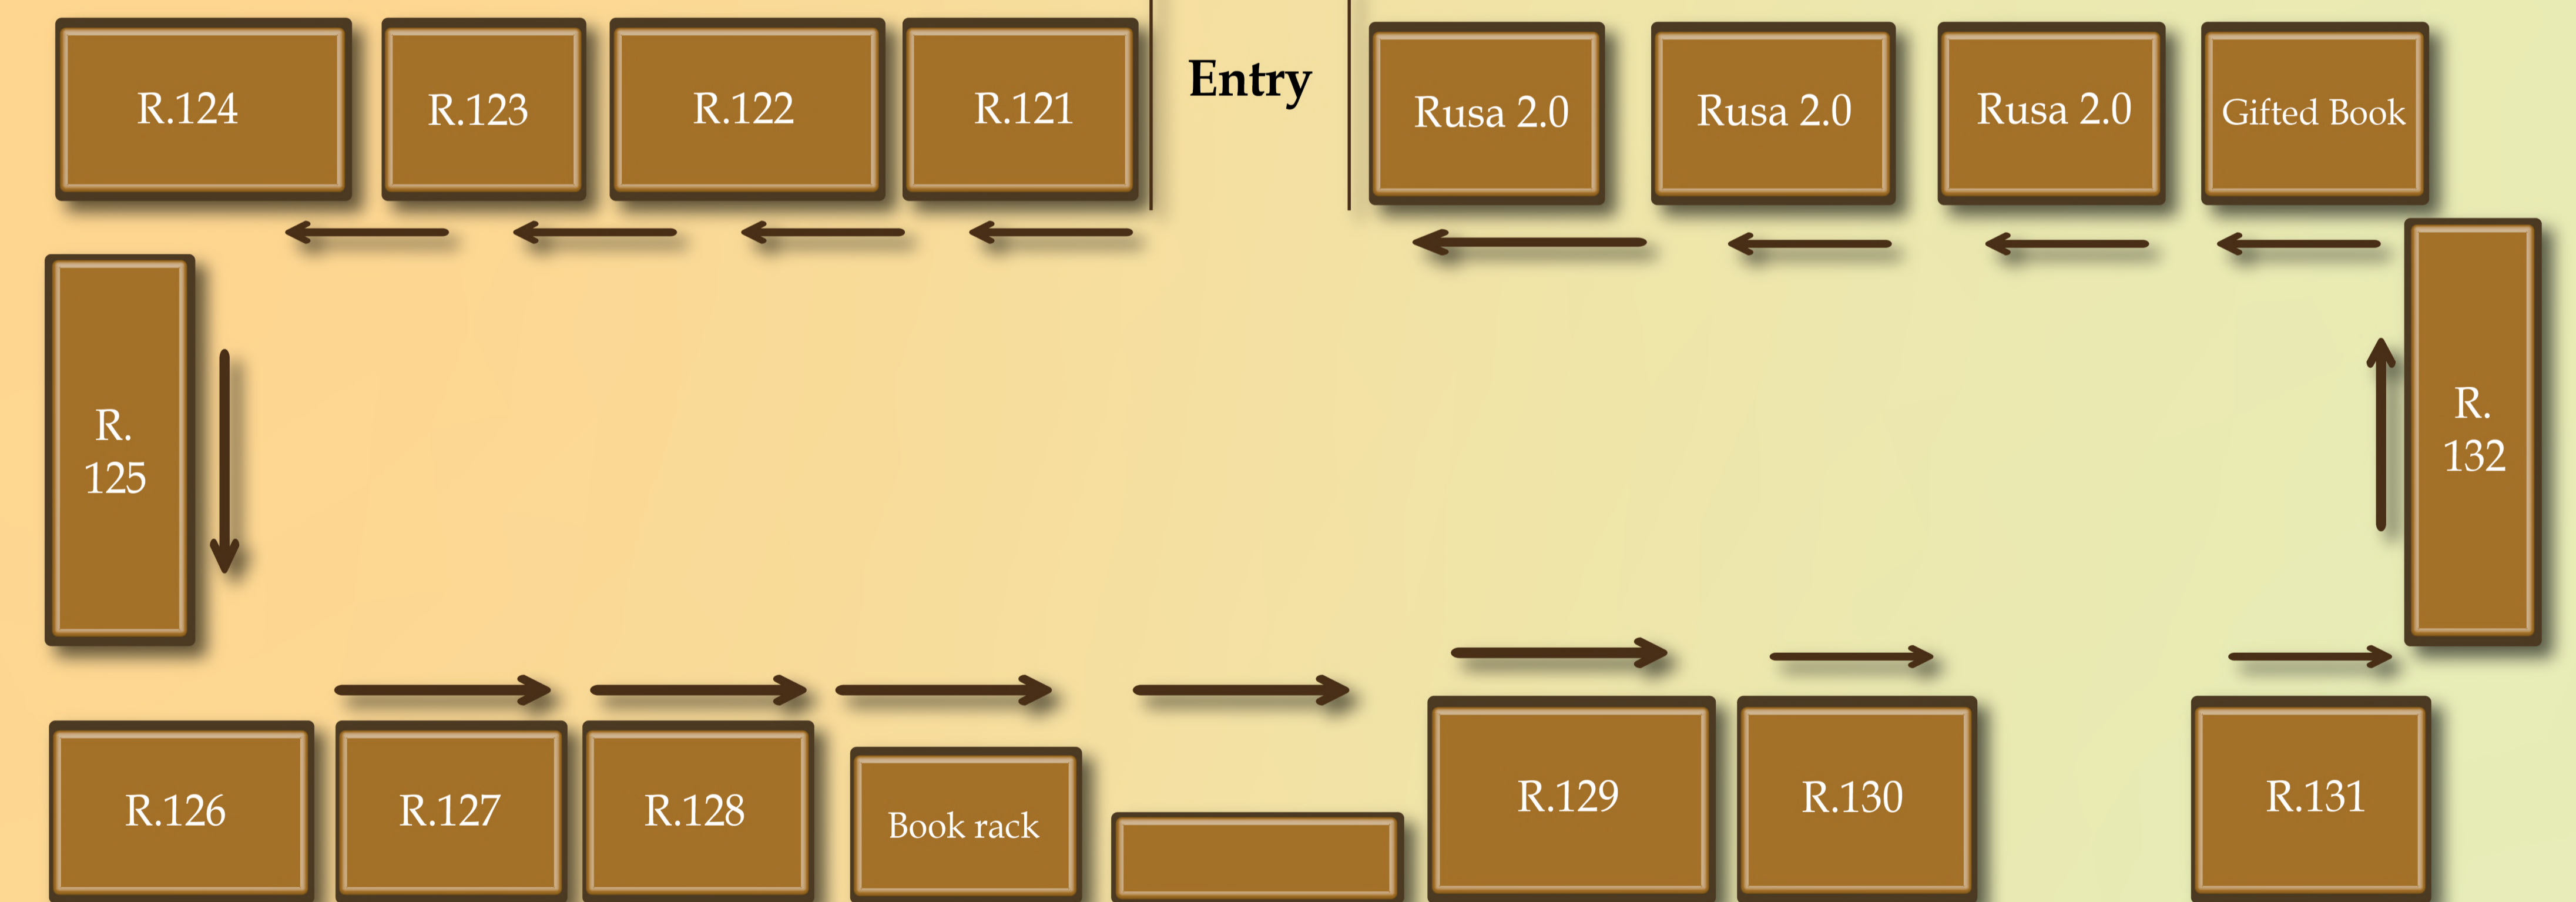 R.124
R.123
R.122
R.121
Entry
Rusa 2.0
Rusa 2.0
Rusa 2.0
Gifted Book
R.
125
R.
132
R.126
R.127
R.128
Book rack
R.129
R.130
R.131